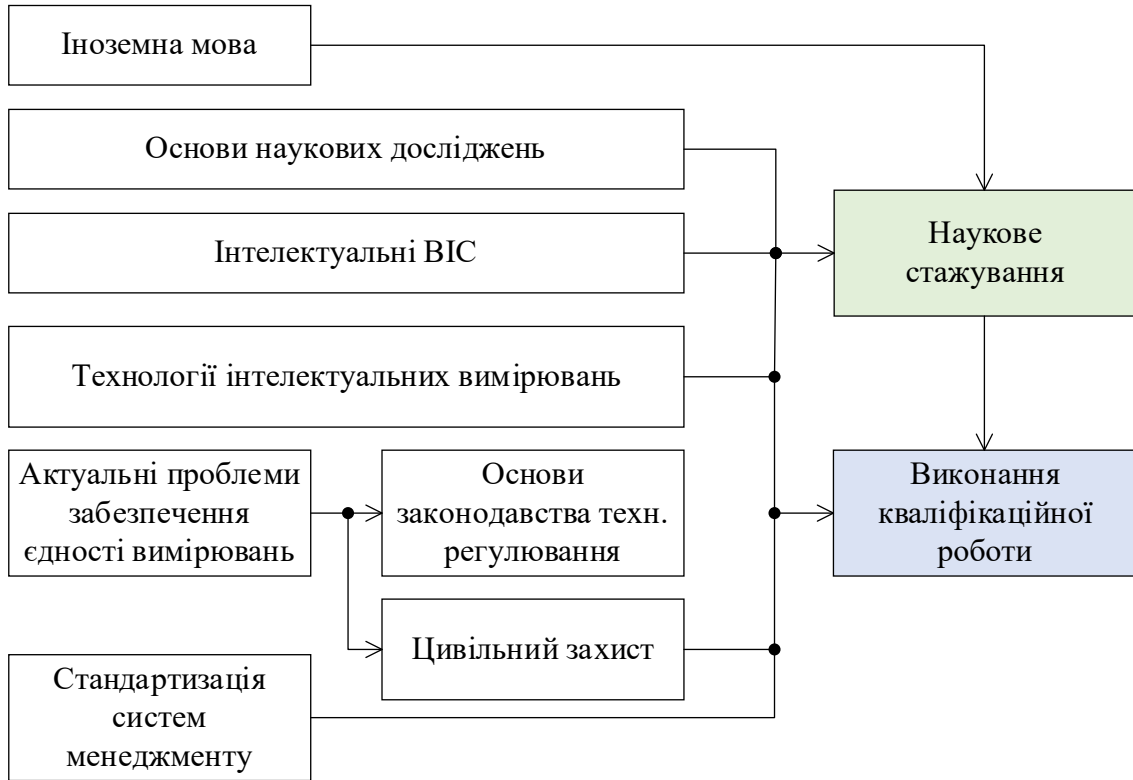 Іноземна мова
Основи наукових досліджень
Інтелектуальні ВІС
Наукове
стажування
Технології інтелектуальних вимірювань
Актуальні проблеми
забезпечення
єдності вимірювань
Основи
законодавства техн.
регулювання
Виконання
кваліфікаційної
роботи
Цивільний захист
Стандартизація
систем
менеджменту